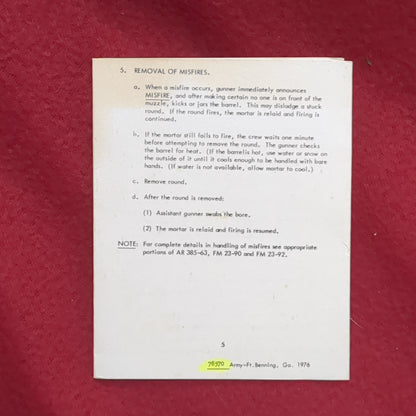 5. REMOVAL OF MISFIRES.
a. When a misfire occurs, gunner immediately announces
MISFIRE, and after making certain no one is on front of the
muzzle, kicks or jars the barrel. This may dislodge a stuck
round. If the round fires, the mortar is relaid and firing is
continued.
b. If the mortar still fails to fire, the crew waits one minute
before attempting to remove the round. The gunner checks
the barrel for heat. (If the barrelis hot, use water or snow on
the outside of it until it cools enough to be handled with bare
hands. (If water is not available, allow mortar to cool.)
c. Remove round.
d. After the round is removed:
(1) Assistant gunner swabs the bore.
(2) The mortar is relaid and firing is resumed.
NOTE: For complete details in handling of misfires see appropriate
portions of AR 385-63, FM 23-90 and FM 23-92.
5
Army-Ft. Benning, Ga. 1976